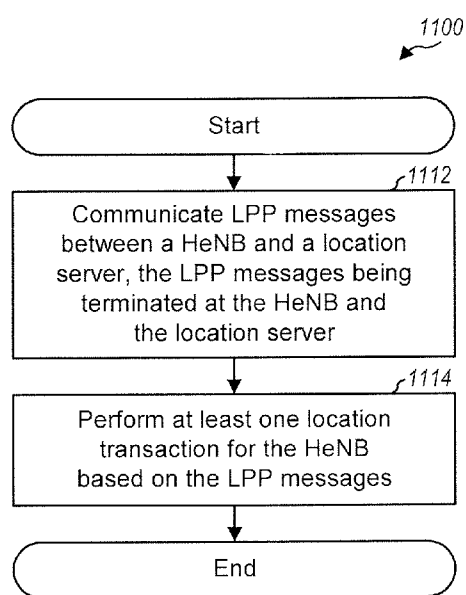 1100
Start
1112
Communicate LPP messages
between a HeNB and a location
server, the LPP messages being
terminated at the HeNB and
the location server
1114
Perform at least one location
transaction for the HeNB
based on the LPP messages
End